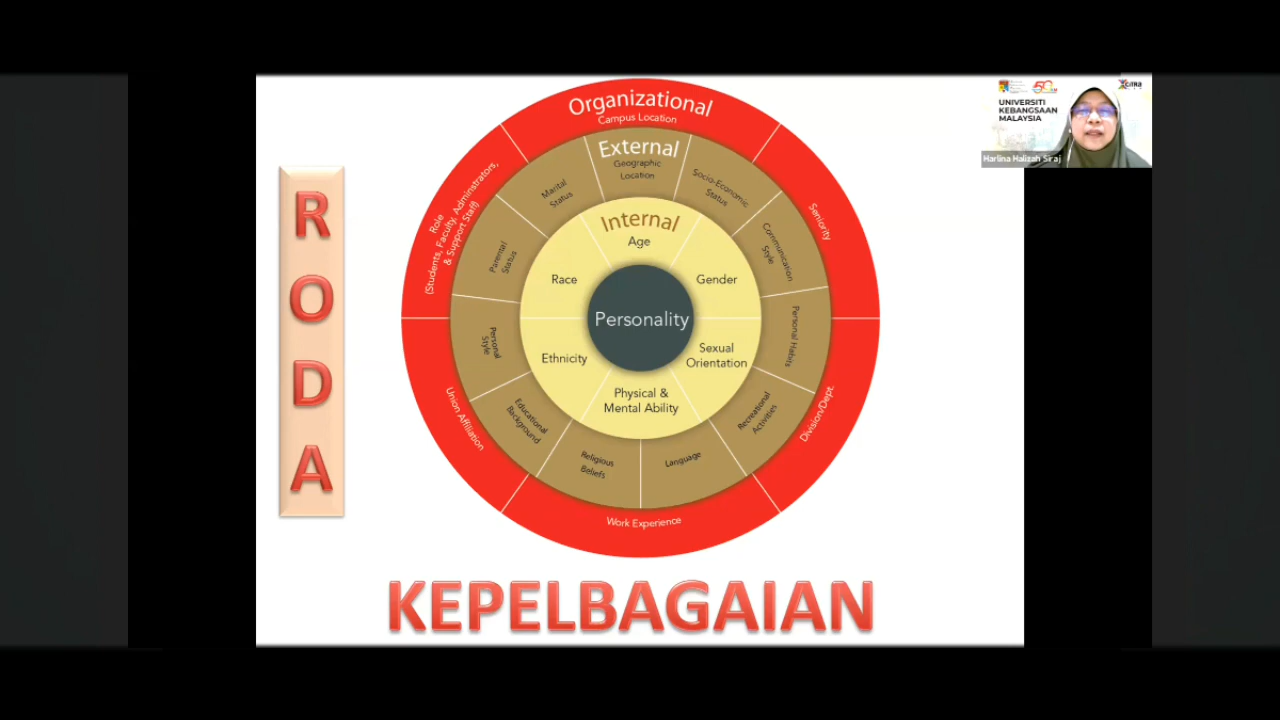 Organizational
Campus Location
External
Geographic
Location
Marital
Status
Socio-Economic
Status
Role
(Students, Faculty, Adminstrators,
& Support Staff)
Seniority
Parental
Status
Communication
Style
Internal
Age
Race
Gender
Personality
Personal
Style
Personal Habits
Ethnicity
Sexual
Orientation
Physical &
Mental Ability
Union Affiliation
Educational
Background
Recreational
Activities
Division/Dept.
Religious
Beliefs
Language
Work Experience
R
O
D
A
KEPELBAGAIAN
UNIVERSITI
KEBANGSAAN
MALAYSIA
CITRA
Harlina Halizah Siraj